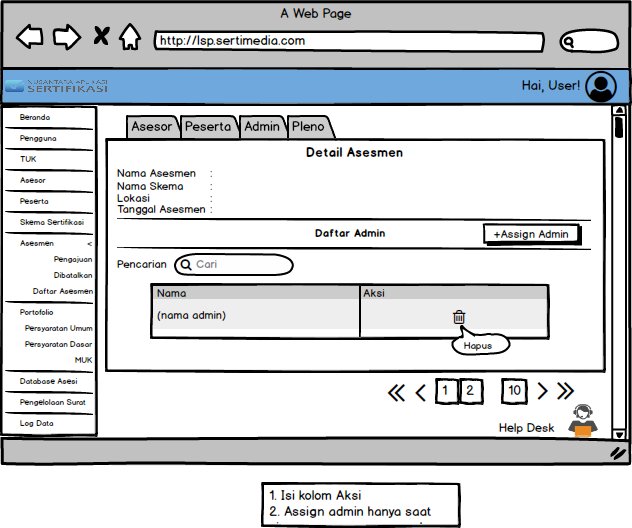 A Web Page
http://lsp.sertimedia.com
NUSANTARA APLIKASI
SERTIFIKASI
Hai, User!
Beranda
Pengguna
TUK
Asesor
Peserta
Skema Sertifikasi
Asesmen <
Pengajuan
Dibatalkan
Daftar Asesmen
Portofolio
Persyaratan Umum
Persyaratan Dasar
MUK
Database Asesi
Pengelolaan Surat
Log Data
Asesor Peserta Admin Pleno
Detail Asesmen
Nama Asesmen :
Nama Skema :
Lokasi :
Tanggal Asesmen :
Daftar Admin
+Assign Admin
Pencarian Cari
Nama Aksi
(nama admin)
Hapus
1 2 10
Help Desk
1. Isi kolom Aksi
2. Assign admin hanya saat